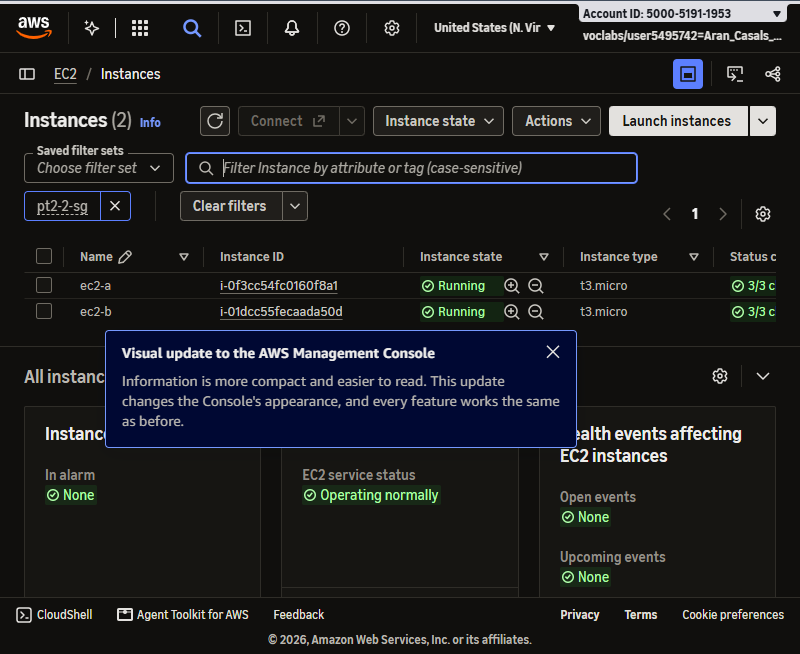 aws
United States (N. Vir
Account ID: 5000-5191-1953
voclabs/user5495742=Aran_Casals_...
EC2 / Instances
Instances (2) Info
Connect
Instance state
Actions
Launch instances
Saved filter sets
Choose filter set
Filter Instance by attribute or tag (case-sensitive)
pt2-2-sg
Clear filters
1
Name
Instance ID
Instance state
Instance type
Status c
ec2-a
i-0f3cc54fc0160f8a1
Running
t3.micro
3/3 c
ec2-b
i-01dcc55fecaada50d
Running
t3.micro
3/3 c
Visual update to the AWS Management Console
Information is more compact and easier to read. This update
changes the Console's appearance, and every feature works the same
as before.
All instanc
Instanc
In alarm
None
EC2 service status
Operating normally
ealth events affecting
EC2 instances
Open events
None
Upcoming events
None
CloudShell
Agent Toolkit for AWS
Feedback
Privacy
Terms
Cookie preferences
© 2026, Amazon Web Services, Inc. or its affiliates.